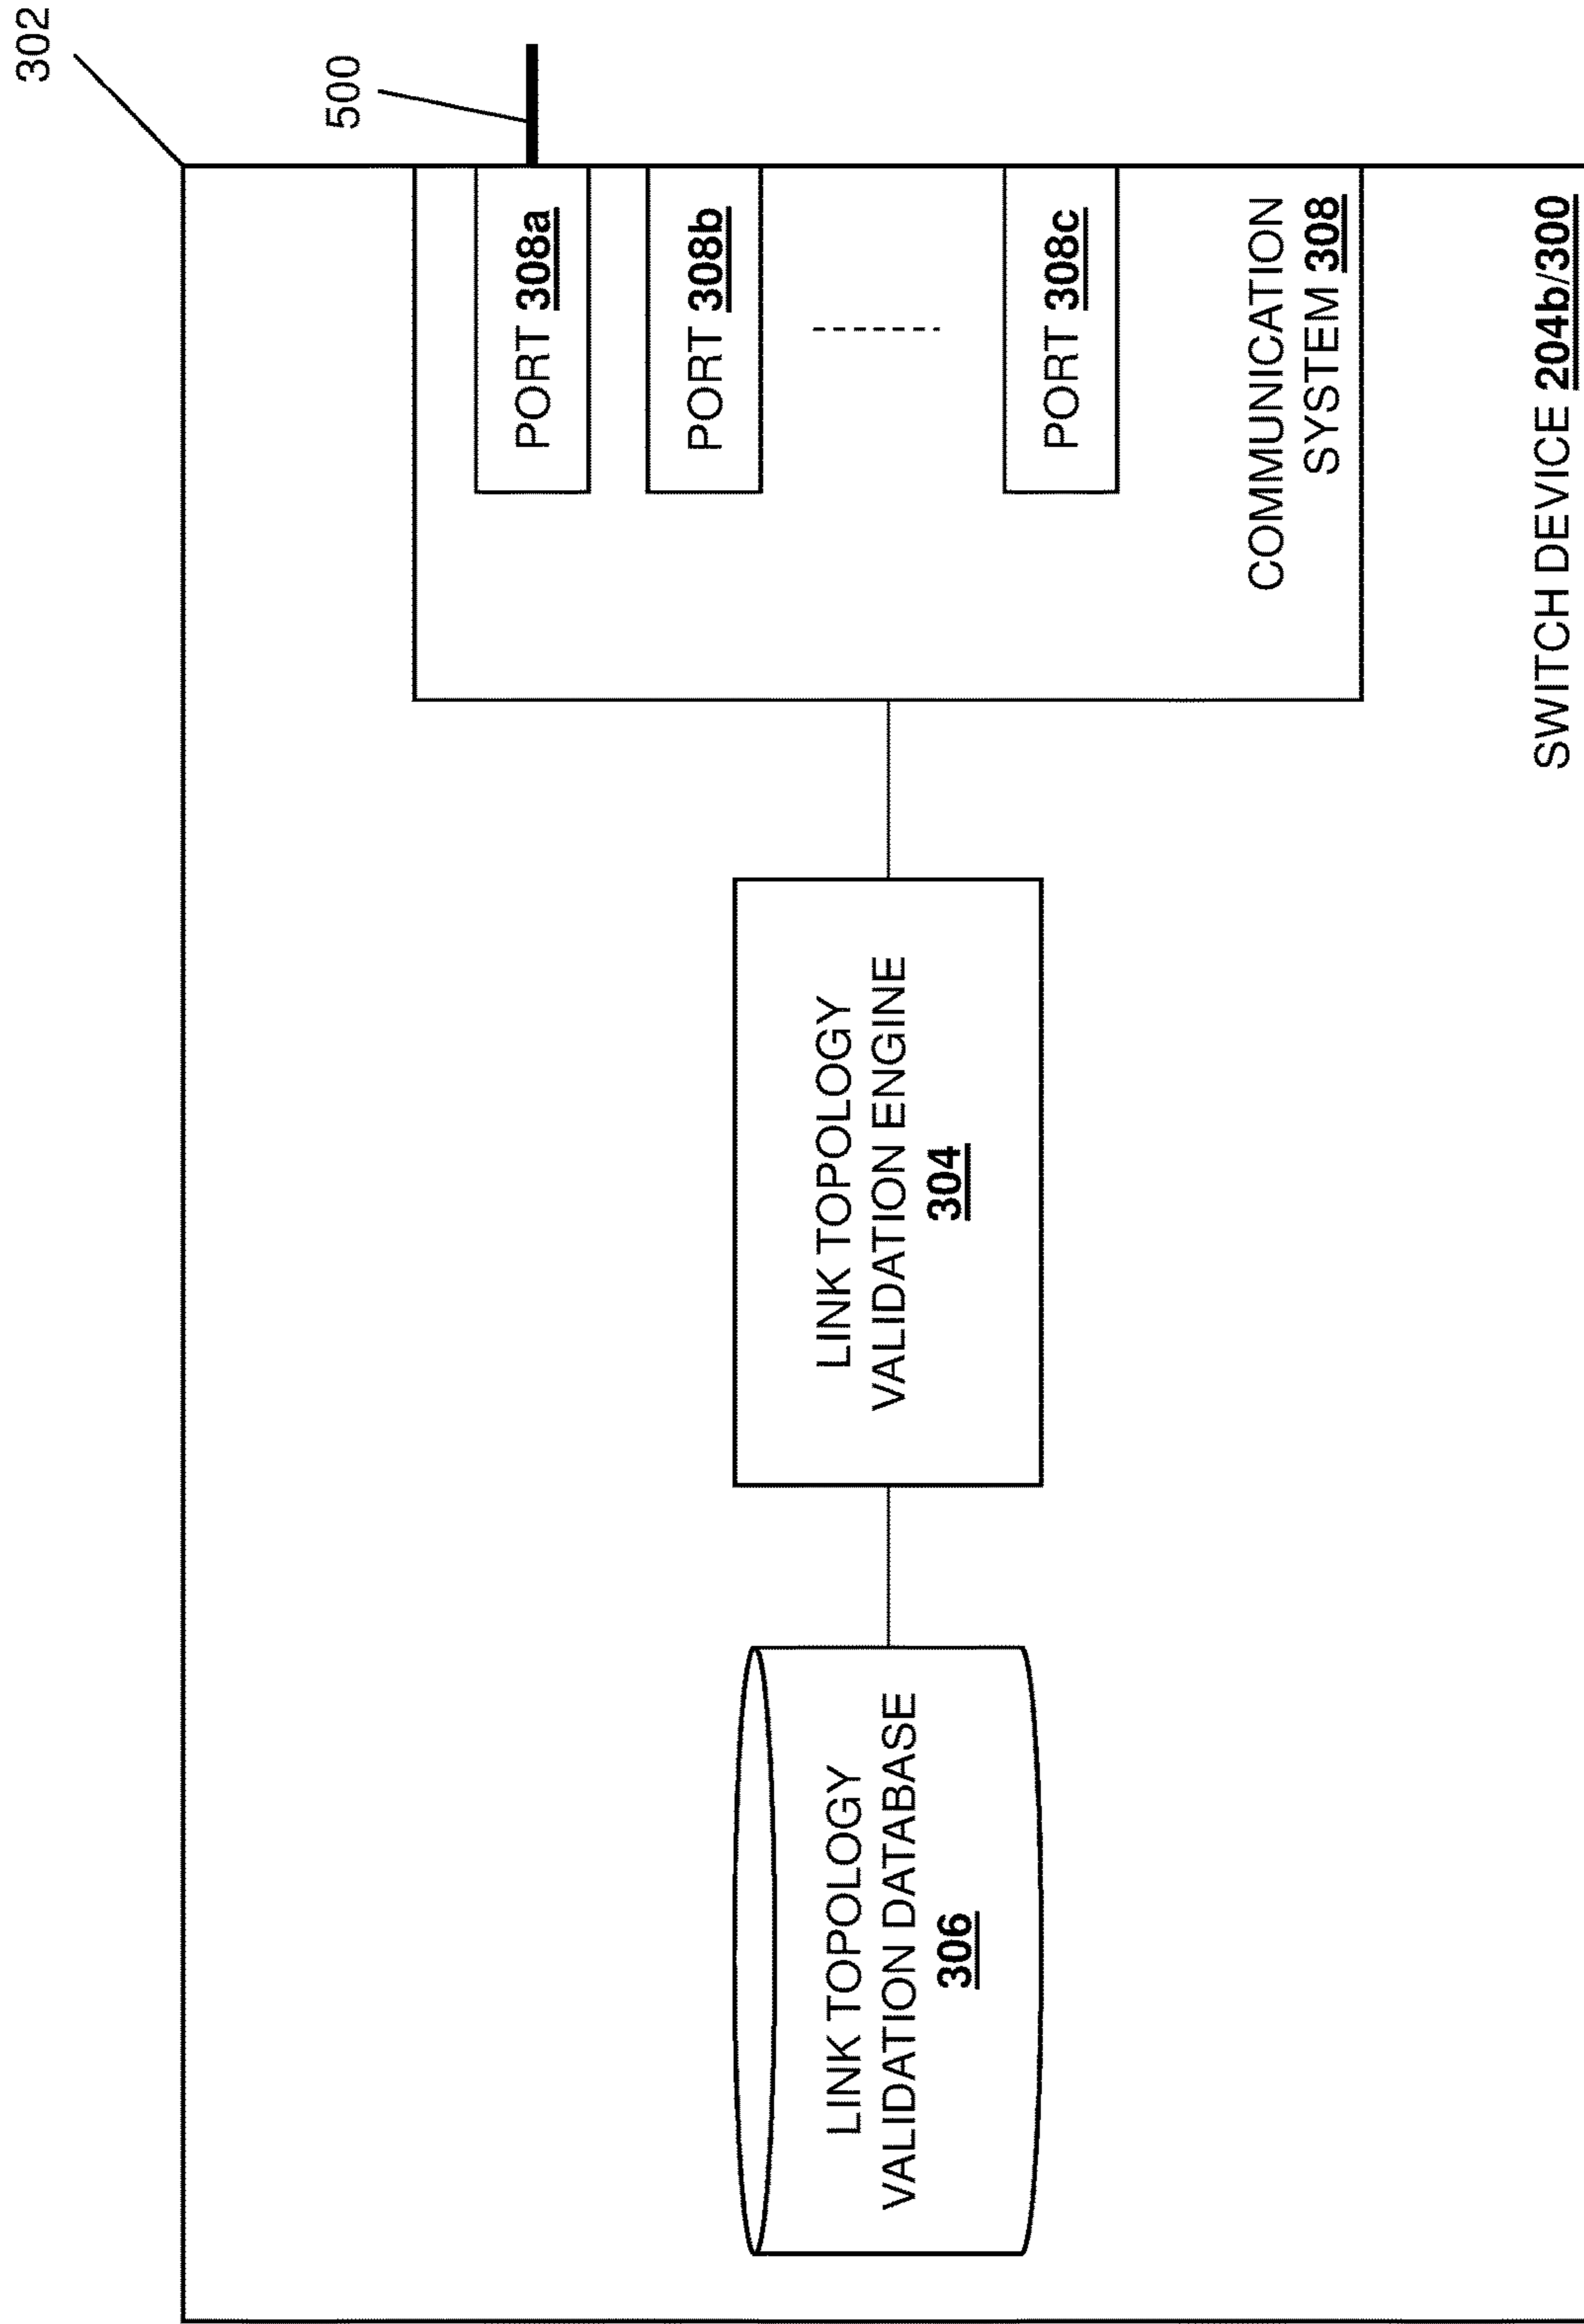 302
500
PORT 308a
PORT 308b
PORT 308c
COMMUNICATION
SYSTEM 308
LINK TOPOLOGY
VALIDATION ENGINE
304
LINK TOPOLOGY
VALIDATION DATABASE
306
SWITCH DEVICE 204b/300